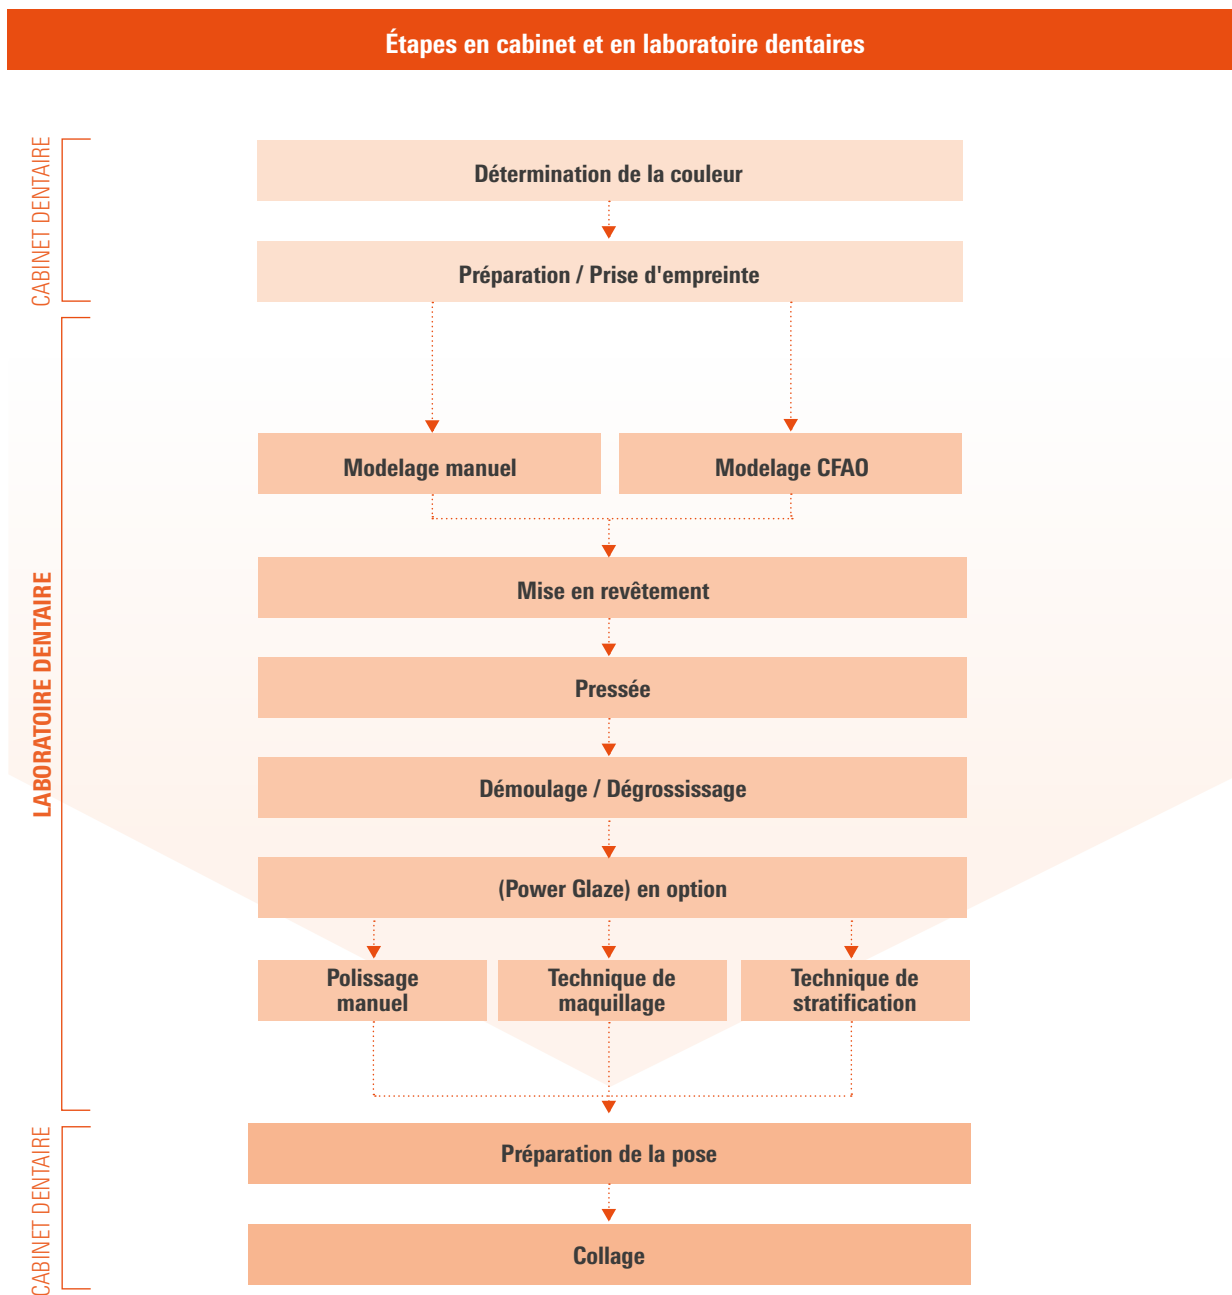 Étapes en cabinet et en laboratoire dentaires
CABINET DENTAIRE
Détermination de la couleur
Préparation / Prise d'empreinte
LABORATOIRE DENTAIRE
Modelage manuel
Modelage CFAO
Mise en revêtement
Pressée
Démoulage / Dégrossissage
(Power Glaze) en option
Polissage
manuel
Technique de
maquillage
Technique de
stratification
CABINET DENTAIRE
Préparation de la pose
Collage